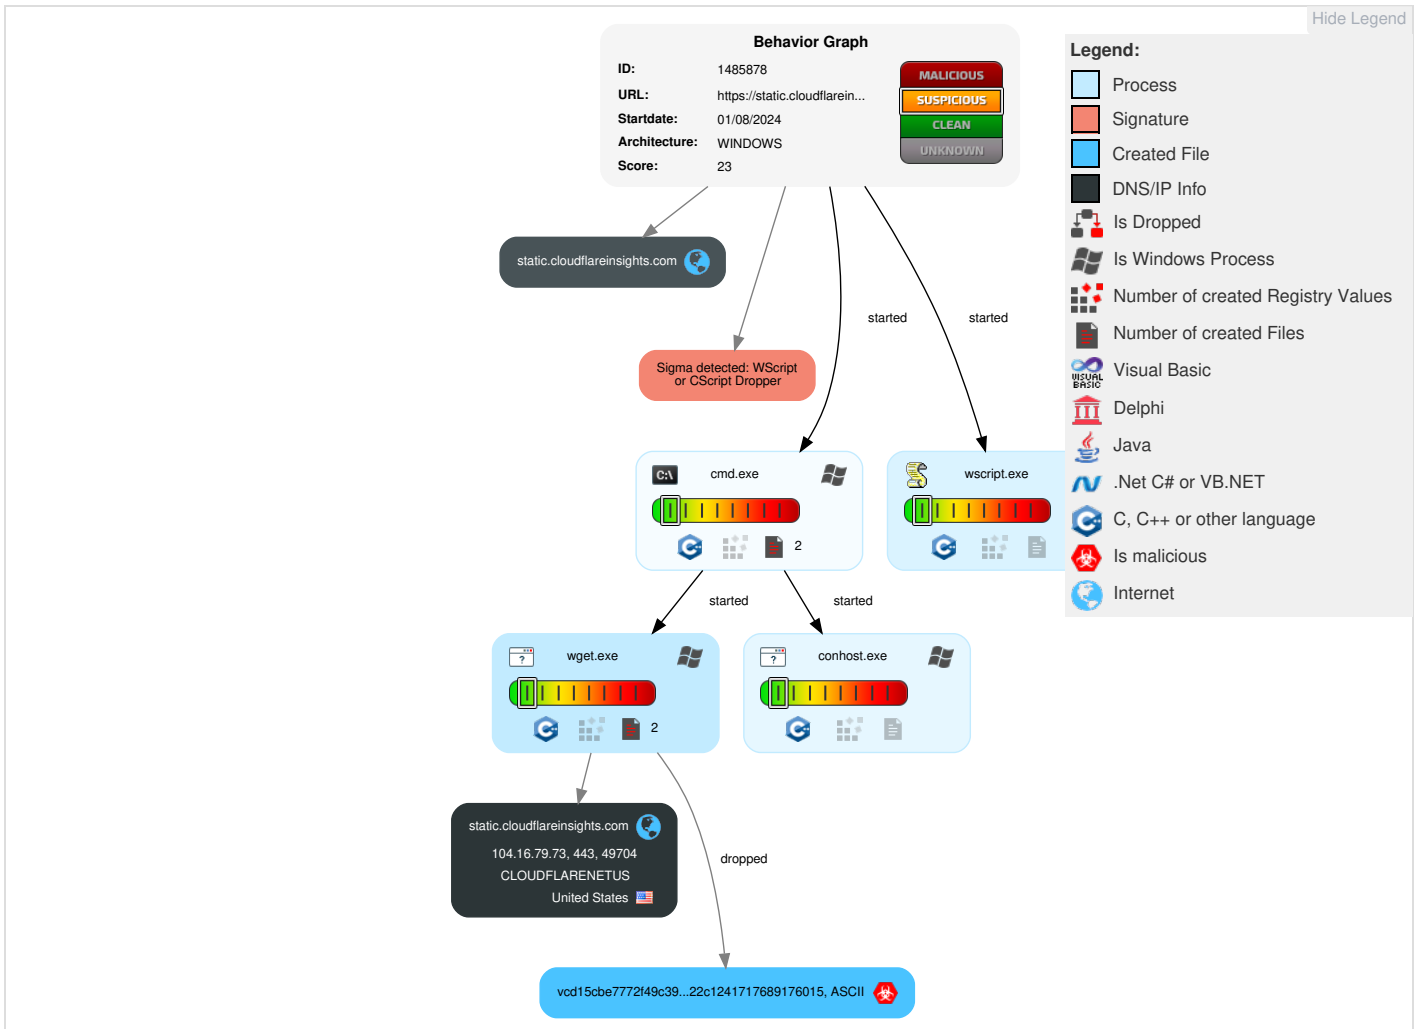 Hide Legend
Behavior Graph
ID: 1485878
URL: https://static.cloudflarein...
Startdate: 01/08/2024
Architecture: WINDOWS
Score: 23
MALICIOUS
SUSPICIOUS
CLEAN
UNKNOWN
Legend:
Process
Signature
Created File
DNS/IP Info
Is Dropped
Is Windows Process
Number of created Registry Values
Number of created Files
VISUAL
BASIC
Visual Basic
Delphi
Java
.Net C# or VB.NET
C, C++ or other language
Is malicious
Internet
static.cloudflareinsights.com
started
started
Sigma detected: WScript
or CScript Dropper
C:\
cmd.exe
2
wscript.exe
started
started
?
wget.exe
2
?
conhost.exe
static.cloudflareinsights.com
104.16.79.73, 443, 49704
CLOUDFLARENETUS
United States
dropped
vcd15cbe7772f49c39...22c1241717689176015, ASCII